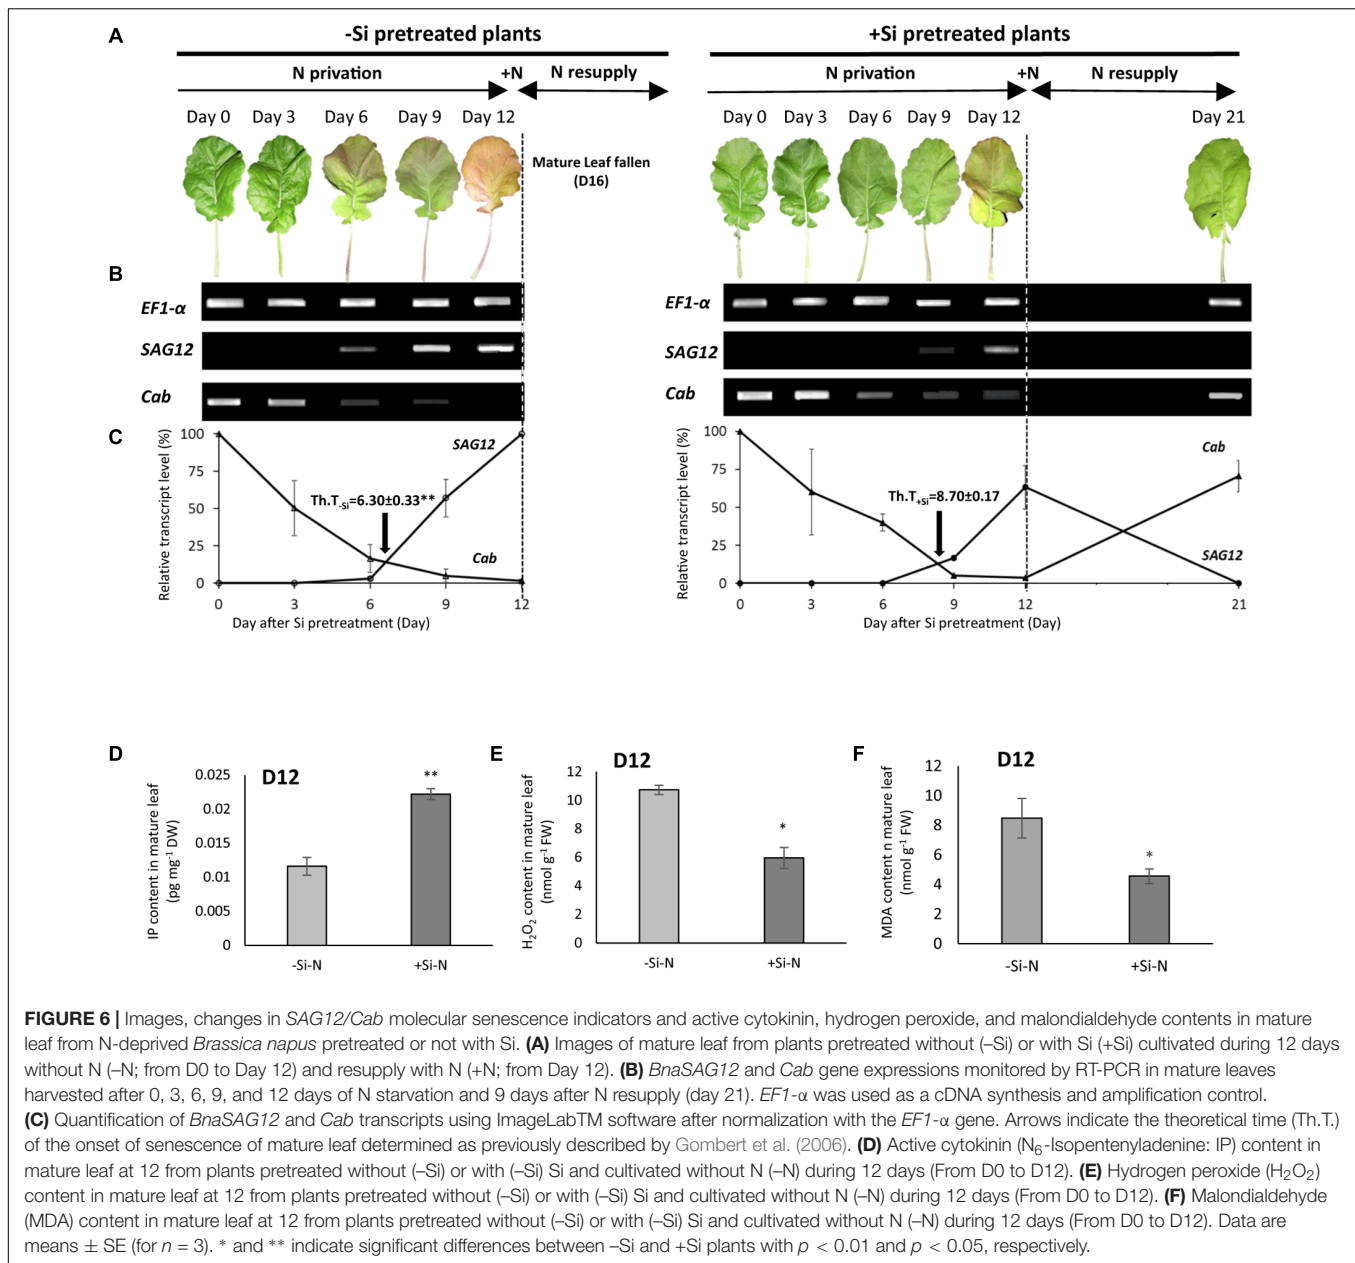 A
-Si pretreated plants
N privation
+N
N resupply
Day 0
Day 3
Day 6
Day 9
Day 12
Mature Leaf fallen
(D16)
+Si pretreated plants
N privation
+N
N resupply
Day 0
Day 3
Day 6
Day 9
Day 12
Day 21
B
EF1-α
SAG12
Cab
EF1-α
SAG12
Cab
C
Relative transcript level (%)
100
75
50
25
0
SAG12
Th.T-Si=6.30±0.33**
Cab
0
3
6
9
12
Day after Si pretreatment (Day)
Relative transcript level (%)
100
75
50
25
0
Cab
Th.T+Si=8.70±0.17
SAG12
0
3
6
9
12
21
Day after Si pretreatment (Day)
D
D12
IP content in mature leaf
(pg mg-1 DW)
0.025
0.02
0.015
0.01
0.005
0
**
-Si-N
+Si-N
E
D12
H2O2 content in mature leaf
(nmol g-1 FW)
12
10
8
6
4
2
0
*
-Si-N
+Si-N
F
D12
MDA content n mature leaf
(nmol g-1 FW)
12
10
8
6
4
2
0
*
-Si-N
+Si-N
FIGURE 6 | Images, changes in SAG12/Cab molecular senescence indicators and active cytokinin, hydrogen peroxide, and malondialdehyde contents in mature
leaf from N-deprived Brassica napus pretreated or not with Si. (A) Images of mature leaf from plants pretreated without (–Si) or with Si (+Si) cultivated during 12 days
without N (–N; from D0 to Day 12) and resupply with N (+N; from Day 12). (B) BnaSAG12 and Cab gene expressions monitored by RT-PCR in mature leaves
harvested after 0, 3, 6, 9, and 12 days of N starvation and 9 days after N resupply (day 21). EF1-α was used as a cDNA synthesis and amplification control.
(C) Quantification of BnaSAG12 and Cab transcripts using ImageLabTM software after normalization with the EF1-α gene. Arrows indicate the theoretical time (Th.T.)
of the onset of senescence of mature leaf determined as previously described by Gombert et al. (2006). (D) Active cytokinin (N6-Isopentenyladenine: IP) content in
mature leaf at 12 from plants pretreated without (–Si) or with (–Si) Si and cultivated without N (–N) during 12 days (From D0 to D12). (E) Hydrogen peroxide (H2O2)
content in mature leaf at 12 from plants pretreated without (–Si) or with (–Si) Si and cultivated without N (–N) during 12 days (From D0 to D12). (F) Malondialdehyde
(MDA) content in mature leaf at 12 from plants pretreated without (–Si) or with (–Si) Si and cultivated without N (–N) during 12 days (From D0 to D12). Data are
means ± SE (for n = 3). * and ** indicate significant differences between –Si and +Si plants with p < 0.01 and p < 0.05, respectively.